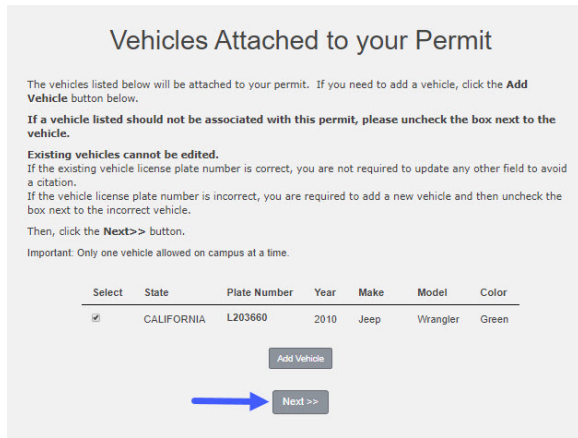 Vehicles Attached to your Permit
The vehicles listed below will be attached to your permit. If you need to add a vehicle, click the Add
Vehicle button below.
If a vehicle listed should not be associated with this permit, please uncheck the box next to the
vehicle.
Existing vehicles cannot be edited.
If the existing vehicle license plate number is correct, you are not required to update any other field to avoid
a citation.
If the vehicle license plate number is incorrect, you are required to add a new vehicle and then uncheck the
box next to the incorrect vehicle.
Then, click the Next>> button.
Important: Only one vehicle allowed on campus at a time.
Select State Plate Number Year Make Model Color
CALIFORNIA L203660 2010 Jeep Wrangler Green
Add Vehicle
Next >>